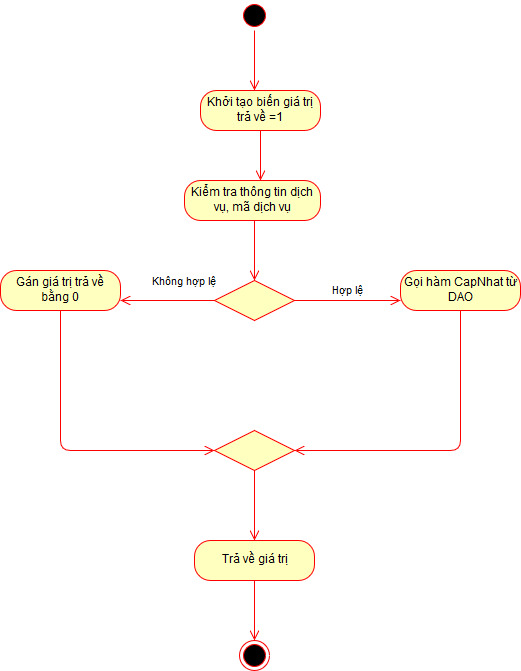 Khởi tạo biến giá trị
trả về =1
Kiểm tra thông tin dịch
vụ, mã dịch vụ
Không hợp lệ
Hợp lệ
Gán giá trị trả về
bằng 0
Gọi hàm CapNhat từ
DAO
Trả về giá trị